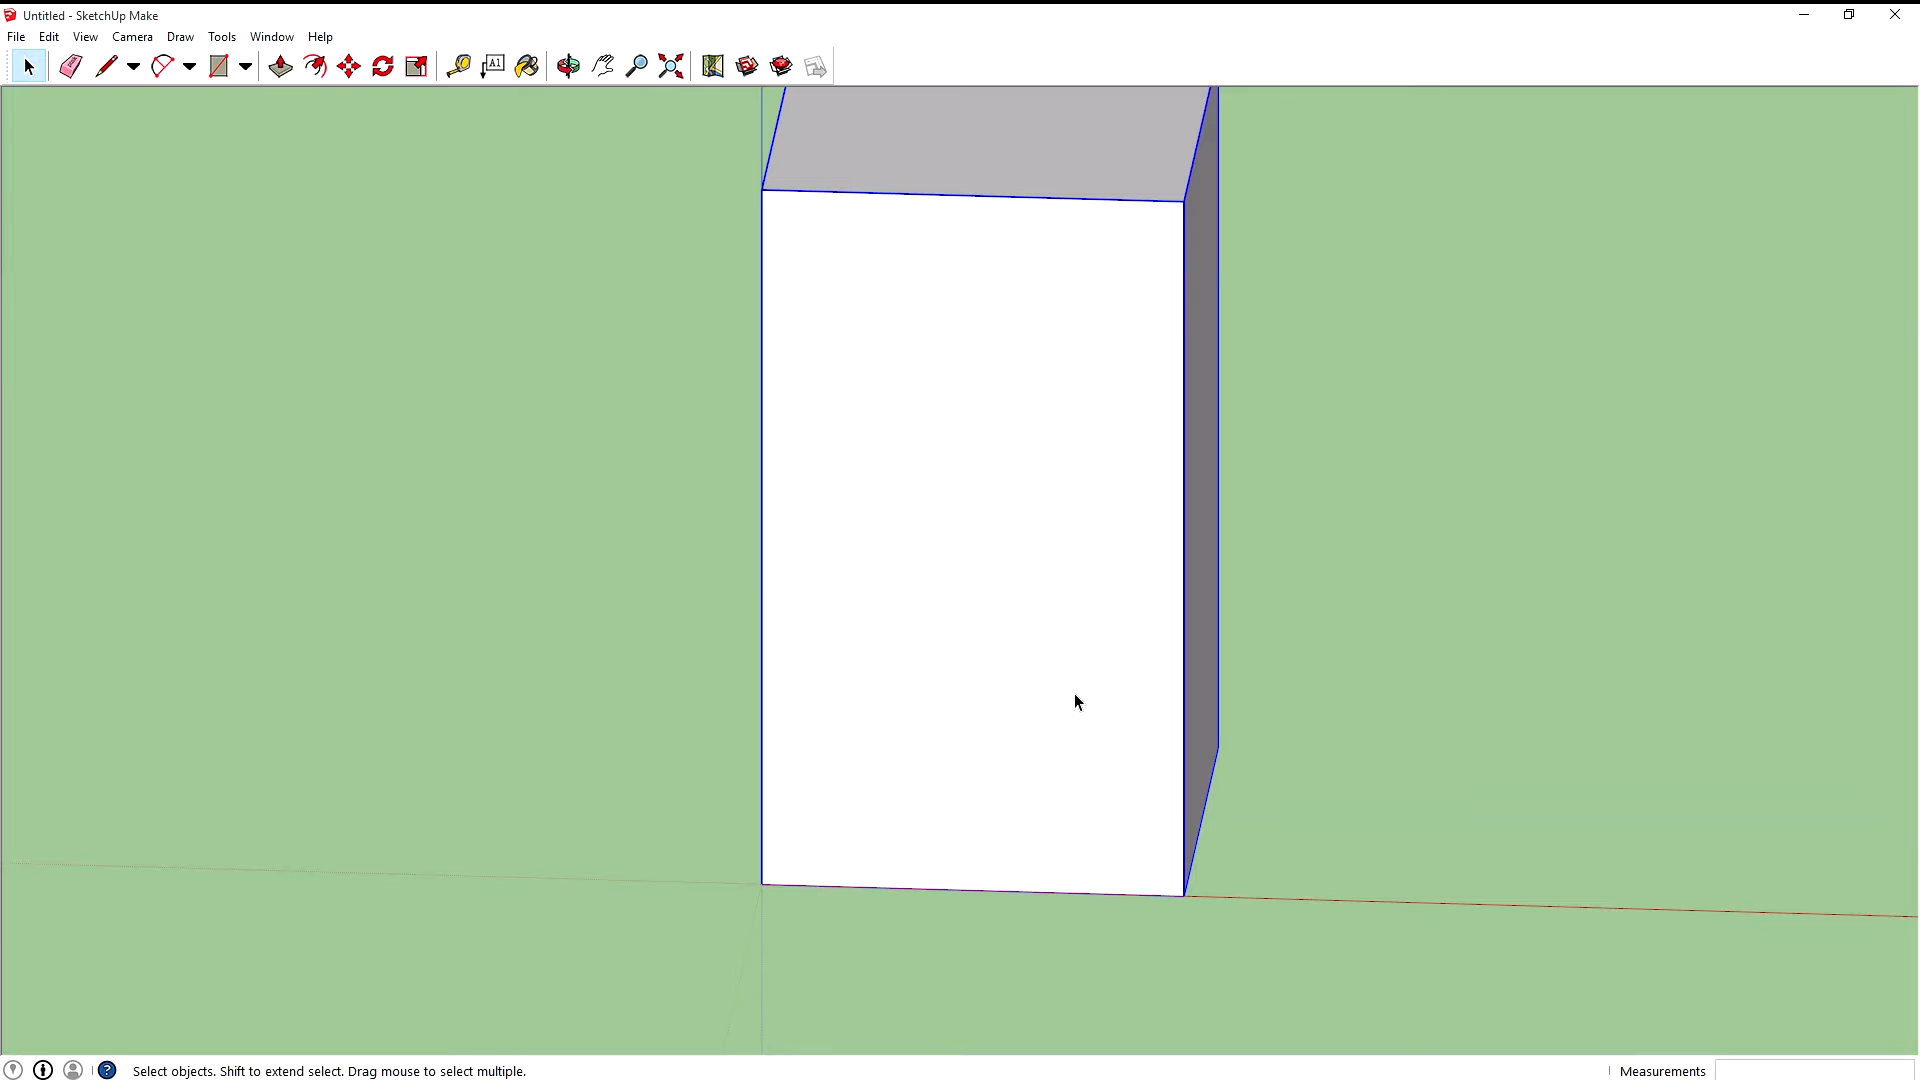 Untitled - SketchUp Make
File Edit View Camera Draw Tools Window Help
A1
Select objects. Shift to extend select. Drag mouse to select multiple. Measurements